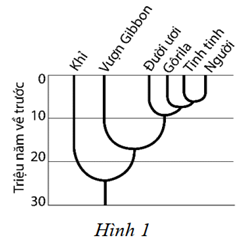 Khỉ
Vượn Gibbon
Đười ươi
Gôrila
Tinh tinh
Người
Triệu năm về trước
0
10
20
30
Hình 1